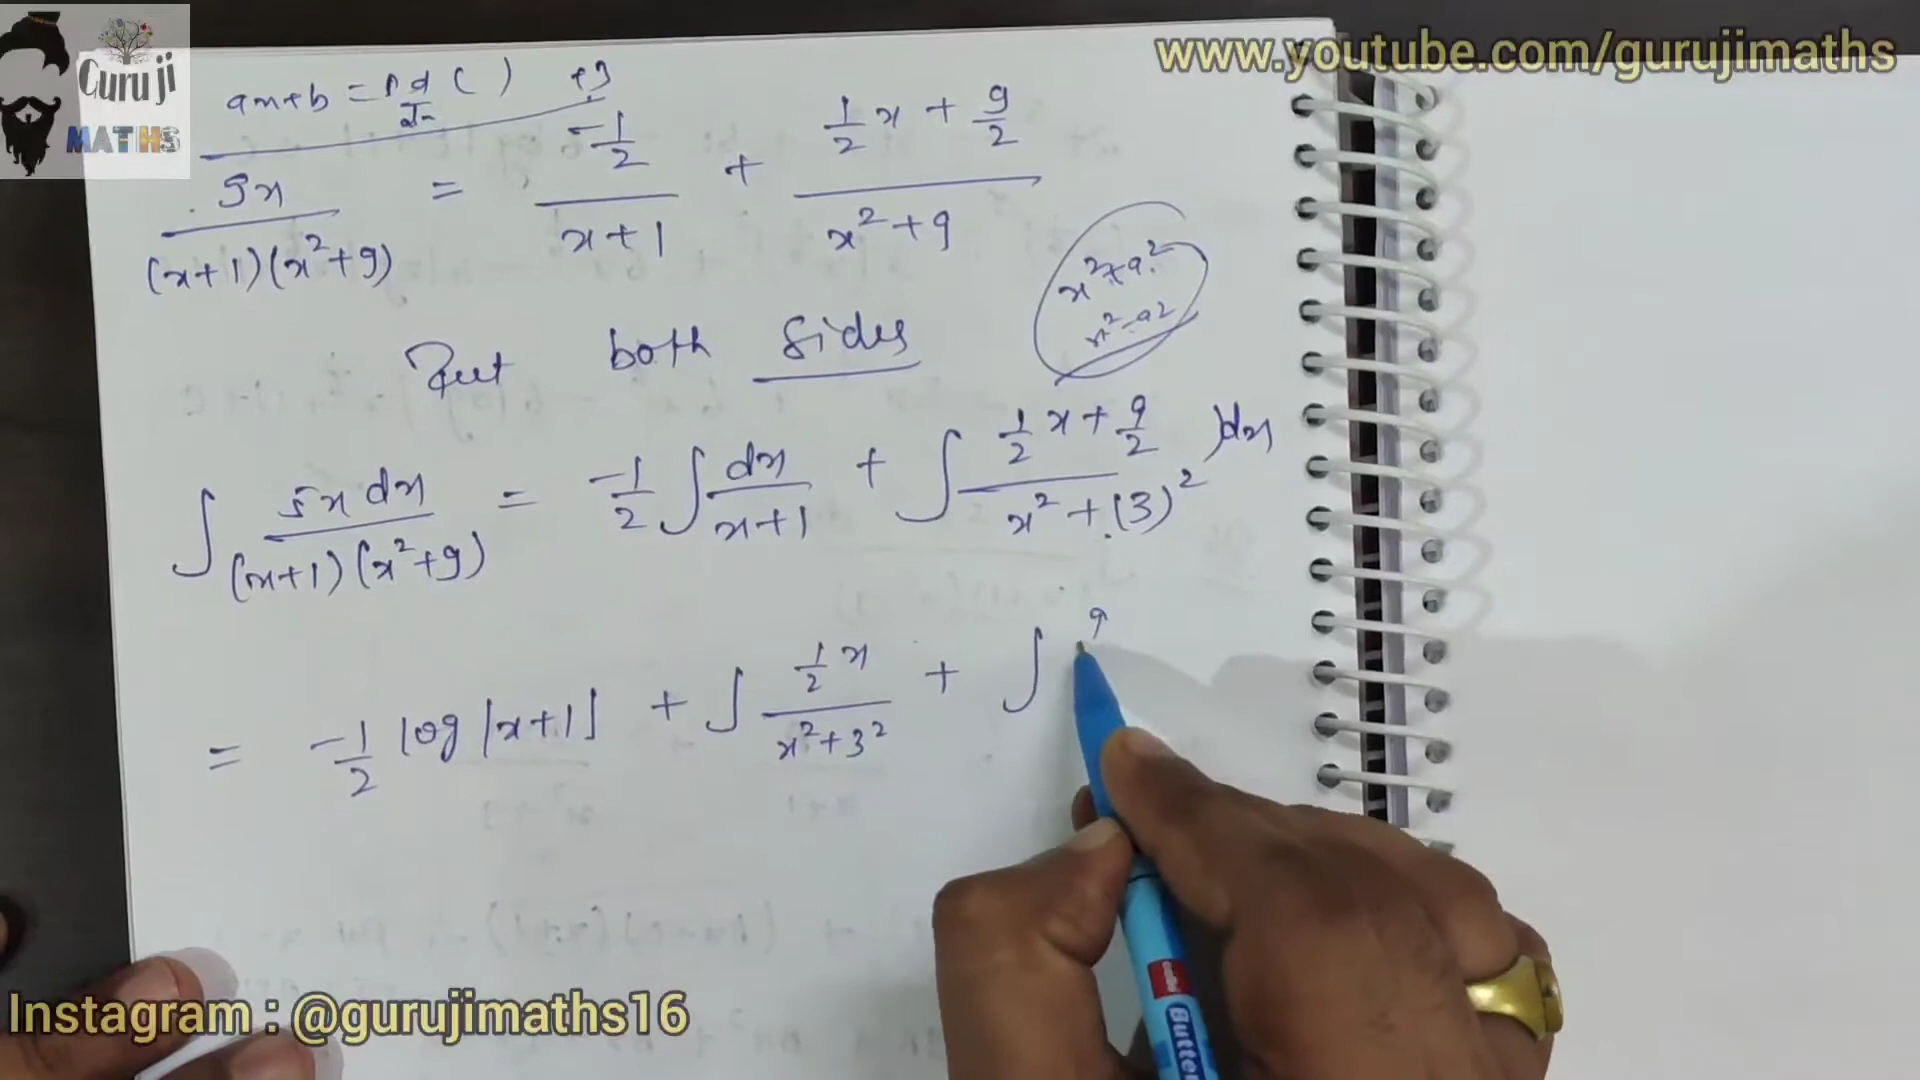 www.youtube.com/gurujimaths
Guru ji
MATHS
ax+b = A d/dx ( ) + B
5x/(x+1)(x²+9) = -1/2/x+1 + 1/2 x + 9/2/x²+9
x²+a²
x²-a²
both sides
∫ 5x dx/(x+1)(x²+9) = -1/2 ∫ dx/x+1 + ∫ 1/2 x + 9/2/x²+(3)² )dx
= -1/2 log |x+1| + ∫ 1/2 x/x²+3² + ∫ 9
Instagram : @gurujimaths16
Butter